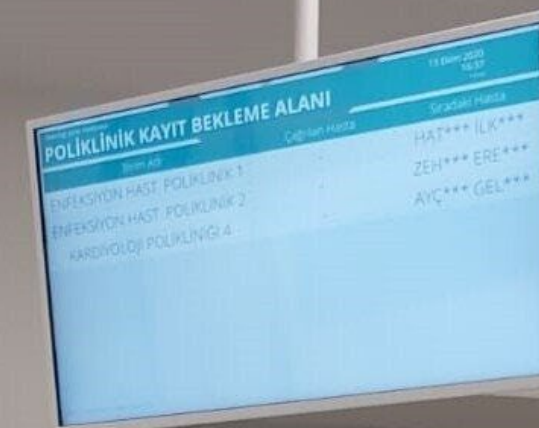 POLİKLİNİK KAYIT BEKLEME ALANI
13 Ekim 2020
16:37
Birim Adı Çağrılan Hasta Sıradaki Hasta
ENFEKSİYON HAST. POLİKLİNİK 1 - HAT*** İLK***
ENFEKSİYON HAST. POLİKLİNİK 2 - ZEH*** ERE***
KARDİYOLOJİ POLİKLİNİĞİ 4 - AYÇ*** GEL***